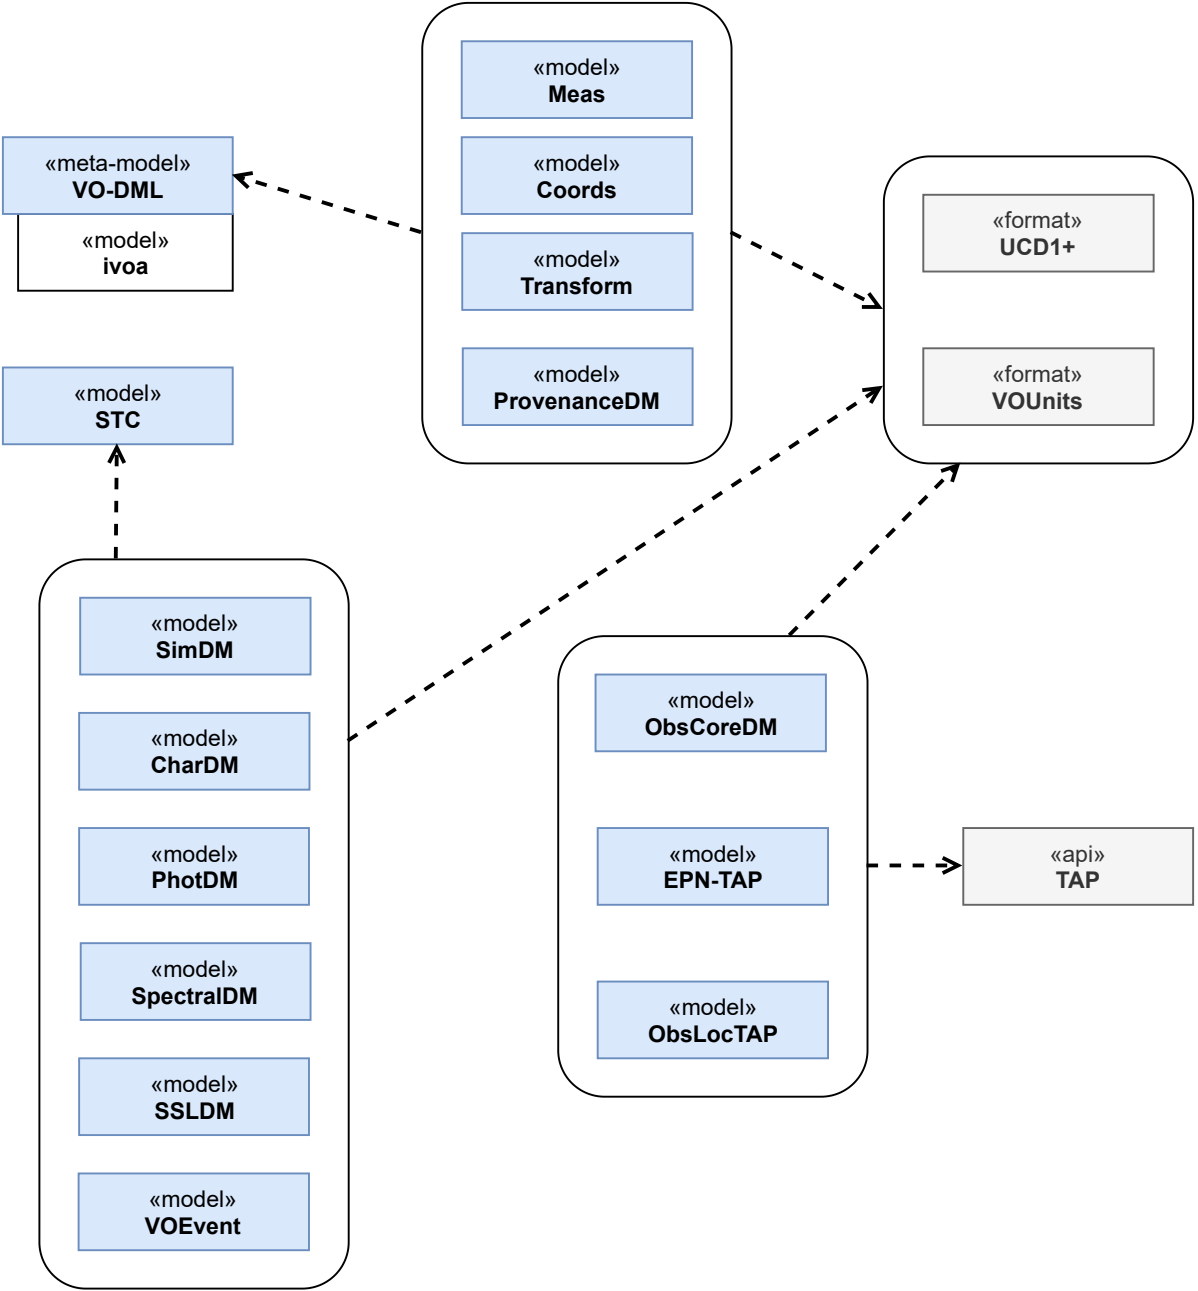 «model»
Meas
«model»
Coords
«model»
Transform
«model»
ProvenanceDM
«meta-model»
VO-DML
«model»
ivoa
«format»
UCD1+
«format»
VOUnits
«model»
STC
«model»
SimDM
«model»
CharDM
«model»
PhotDM
«model»
SpectralDM
«model»
SSLDM
«model»
VOEvent
«model»
ObsCoreDM
«model»
EPN-TAP
«model»
ObsLocTAP
«api»
TAP